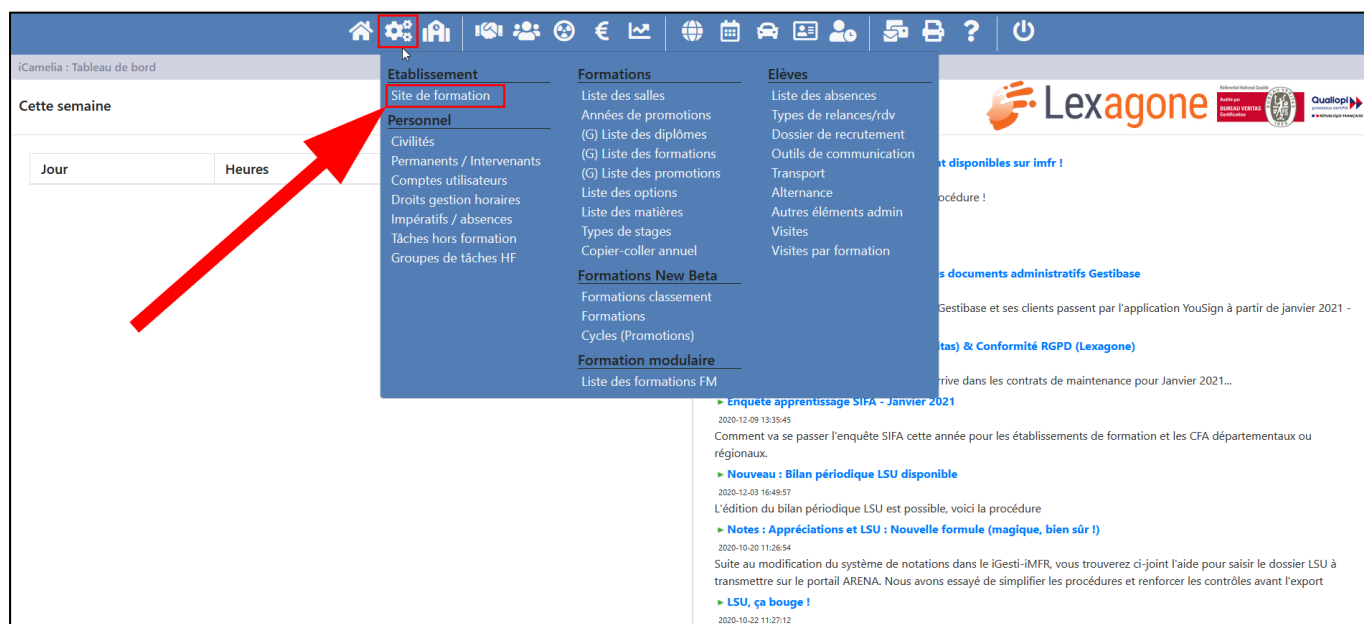 €
?
iCamelia : Tableau de bord
Cette semaine
Jour
Heures
Etablissement
Site de formation
Personnel
Civilités
Permanents / Intervenants
Comptes utilisateurs
Droits gestion horaires
Impératifs / absences
Tâches hors formation
Groupes de tâches HF
Formations
Liste des salles
Années de promotions
(G) Liste des diplômes
(G) Liste des formations
(G) Liste des promotions
Liste des options
Liste des matières
Types de stages
Copier-coller annuel
Formations New Beta
Formations classement
Formations
Cycles (Promotions)
Formation modulaire
Liste des formations FM
Elèves
Liste des absences
Types de relances/rdv
Dossier de recrutement
Outils de communication
Transport
Alternance
Autres éléments admin
Visites
Visites par formation
Lexagone
BUREAU VERITAS
Certification
Qualiopi
processus certifié
RÉPUBLIQUE FRANÇAISE
t disponibles sur imfr !
océdure !
s documents administratifs Gestibase
Gestibase et ses clients passent par l'application YouSign à partir de janvier 2021 -
itas) & Conformité RGPD (Lexagone)
rrive dans les contrats de maintenance pour Janvier 2021...
Enquête apprentissage SIFA - Janvier 2021
2020-12-09 13:35:45
Comment va se passer l'enquête SIFA cette année pour les établissements de formation et les CFA départementaux ou
régionaux.
Nouveau : Bilan périodique LSU disponible
2020-12-03 16:49:57
L'édition du bilan périodique LSU est possible, voici la procédure
Notes : Appréciations et LSU : Nouvelle formule (magique, bien sûr !)
2020-10-20 11:26:54
Suite au modification du système de notations dans le iGesti-iMFR, vous trouverez ci-joint l'aide pour saisir le dossier LSU à
transmettre sur le portail ARENA. Nous avons essayé de simplifier les procédures et renforcer les contrôles avant l'export
LSU, ça bouge !
2020-10-22 11:27:12